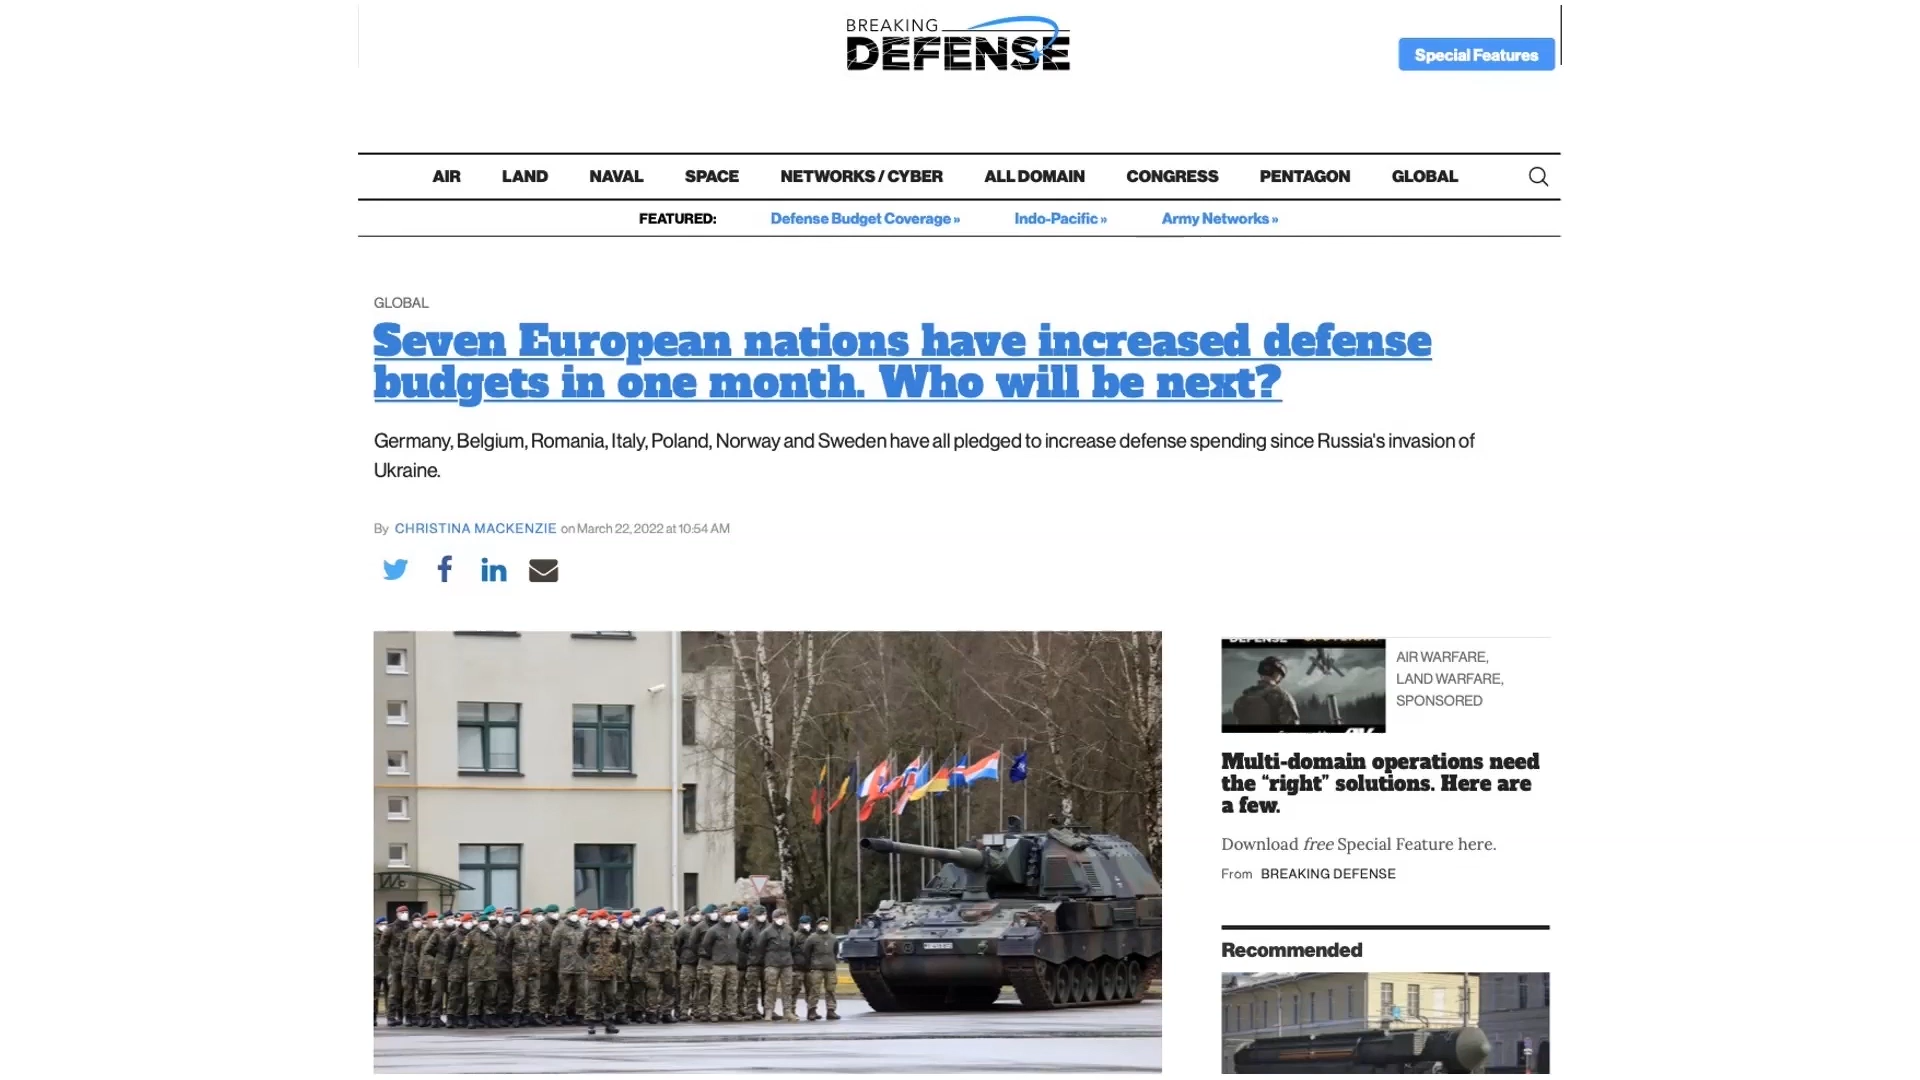 BREAKING
DEFENSE
Special Features
AIR LAND NAVAL SPACE NETWORKS / CYBER ALL DOMAIN CONGRESS PENTAGON GLOBAL
FEATURED: Defense Budget Coverage » Indo-Pacific » Army Networks »
GLOBAL
Seven European nations have increased defense
budgets in one month. Who will be next?
Germany, Belgium, Romania, Italy, Poland, Norway and Sweden have all pledged to increase defense spending since Russia's invasion of
Ukraine.
By CHRISTINA MACKENZIE on March 22, 2022 at 10:54 AM
AIR WARFARE,
LAND WARFARE,
SPONSORED
Multi-domain operations need
the “right” solutions. Here are
a few.
Download free Special Feature here.
From BREAKING DEFENSE
Recommended